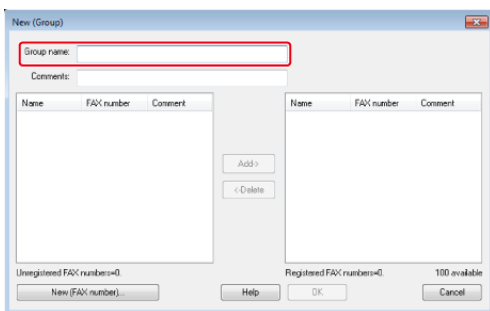 New (Group)
Group name:
Comments:
Name FAX number Comment
Name FAX number Comment
Add->
<-Delete
Unregistered FAX numbers=0.
Registered FAX numbers=0. 100 available
New (FAX number)... Help OK Cancel